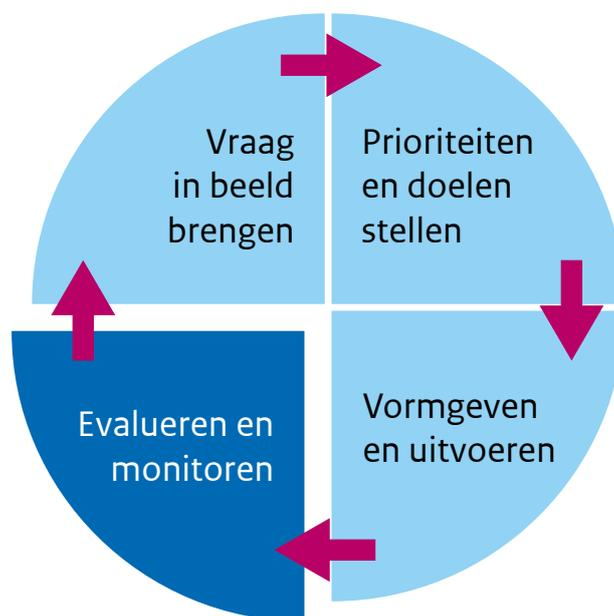 Vraag
in beeld
brengen
Prioriteiten
en doelen
stellen
Vormgeven
en uitvoeren
Evalueren en
monitoren